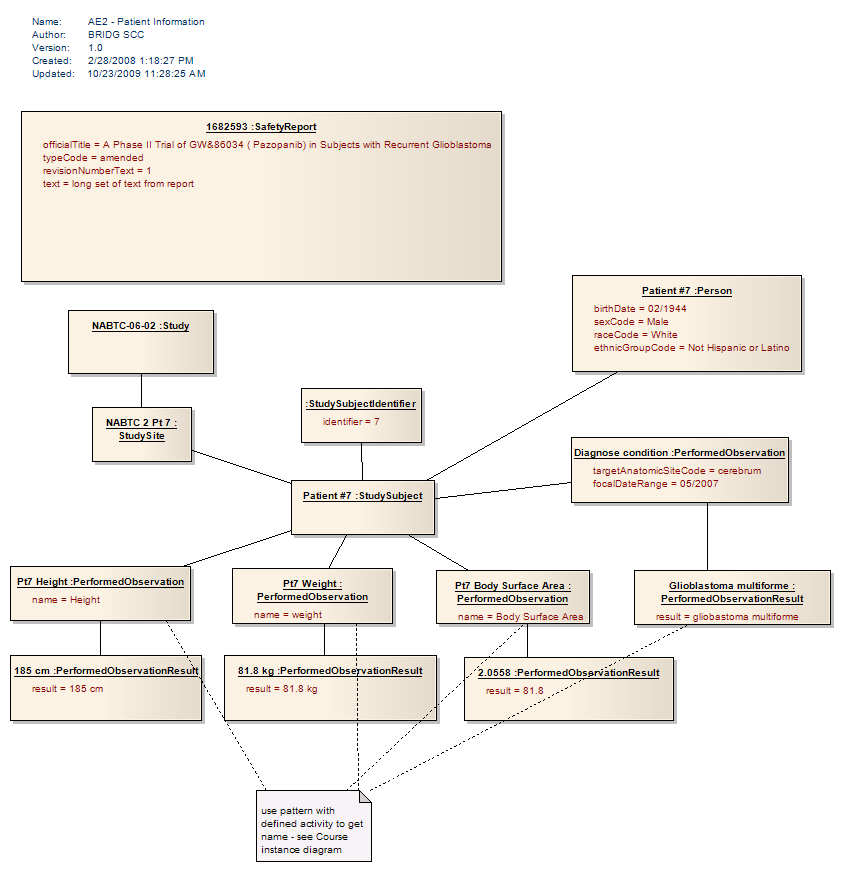 Name: AE2 - Patient Information
Author: BRIDG SCC
Version: 1.0
Created: 2/28/2008 1:18:27 PM
Updated: 10/23/2009 11:28:25 AM
1682593 :SafetyReport
officialTitle = A Phase II Trial of GW&86034 ( Pazopanib) in Subjects with Recurrent Glioblastoma
typeCode = amended
revisionNumberText = 1
text = long set of text from report
Patient #7 :Person
birthDate = 02/1944
sexCode = Male
raceCode = White
ethnicGroupCode = Not Hispanic or Latino
NABTC-06-02 :Study
NABTC 2 Pt 7 :
StudySite
:StudySubjectIdentifier
identifier = 7
Diagnose condition :PerformedObservation
targetAnatomicSiteCode = cerebrum
focalDateRange = 05/2007
Patient #7 :StudySubject
Pt7 Height :PerformedObservation
name = Height
Pt7 Weight :
PerformedObservation
name = weight
Pt7 Body Surface Area :
PerformedObservation
name = Body Surface Area
Glioblastoma multiforme :
PerformedObservationResult
result = gliobastoma multiforme
185 cm :PerformedObservationResult
result = 185 cm
81.8 kg :PerformedObservationResult
result = 81.8 kg
2.0558 :PerformedObservationResult
result = 81.8
use pattern with
defined activity to get
name - see Course
instance diagram